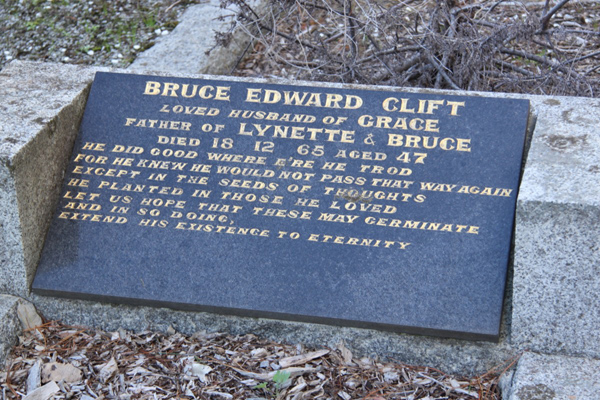 BRUCE EDWARD CLIFT
LOVED HUSBAND OF GRACE
FATHER OF LYNETTE & BRUCE
DIED 18 12 65 AGED 47
HE DID GOOD WHERE E'RE HE TROD
FOR HE KNEW HE WOULD NOT PASS THAT WAY AGAIN
EXCEPT IN THE SEEDS OF THOUGHTS
HE PLANTED IN THOSE HE LOVED
LET US HOPE THAT THESE MAY GERMINATE
AND IN SO DOING,
EXTEND HIS EXISTENCE TO ETERNITY